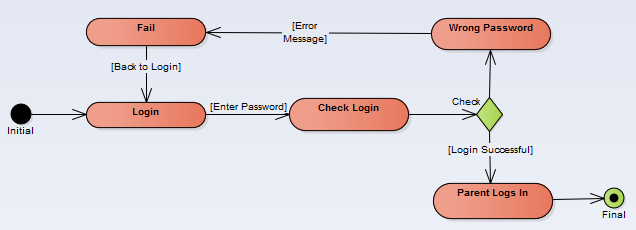 Fail
[Error
Message]
Wrong Password
[Back to Login]
Initial
Login
[Enter Password]
Check Login
Check
[Login Successful]
Parent Logs In
Final